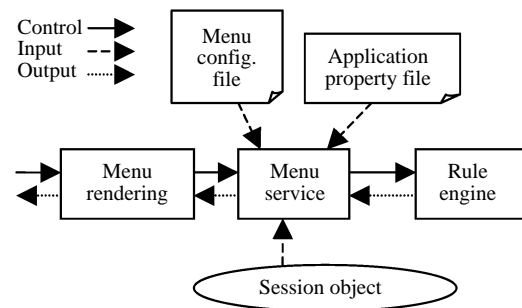 Control
Input
Output
Menu
config.
file
Application
property file
Menu
rendering
Menu
service
Rule
engine
Session object